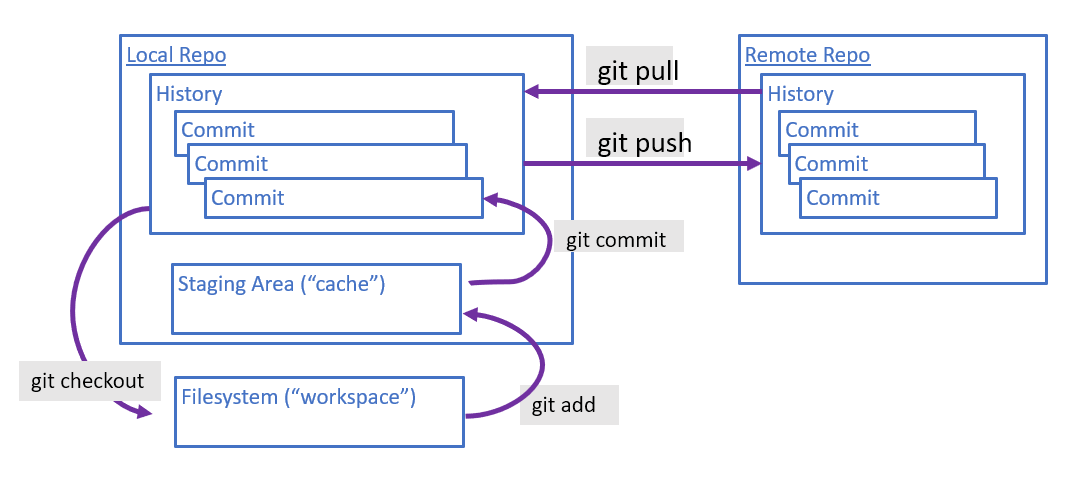 Local Repo
History
Commit
Commit
Commit
Staging Area (“cache”)
Filesystem (“workspace”)
git pull
git push
git commit
git add
git checkout
Remote Repo
History
Commit
Commit
Commit